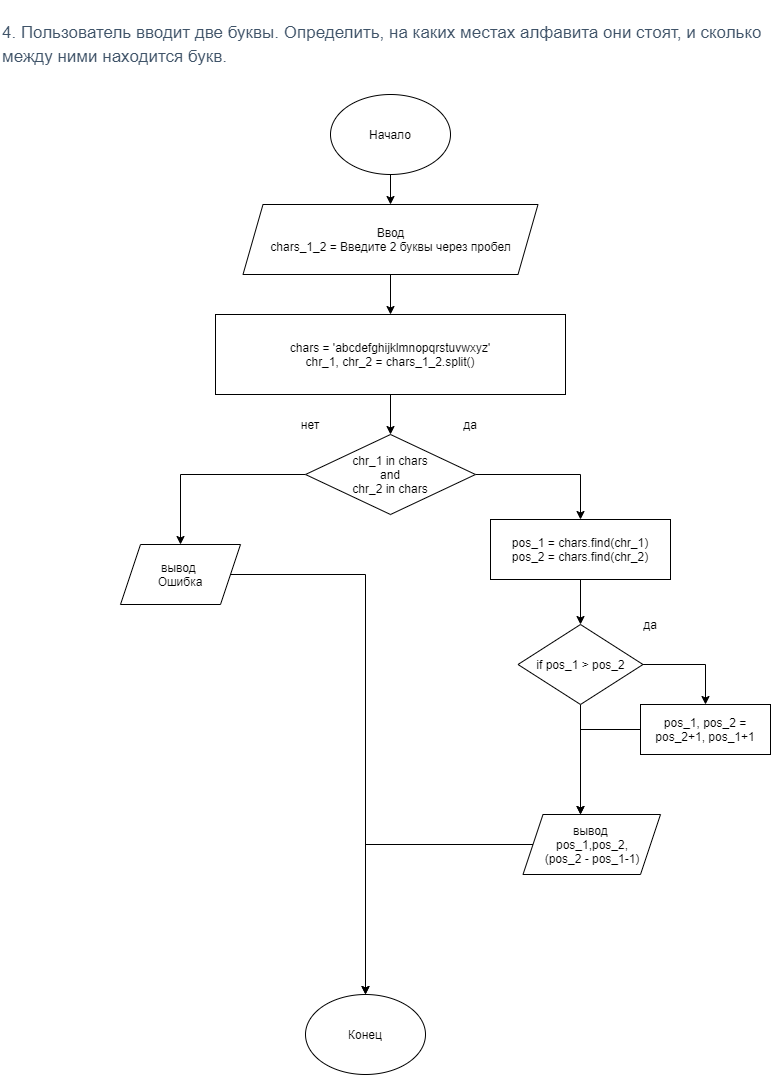 4. Пользователь вводит две буквы. Определить, на каких местах алфавита они стоят, и сколько
между ними находится букв.
Начало
Ввод
chars_1_2 = Введите 2 буквы через пробел
chars = 'abcdefghijklmnopqrstuvwxyz'
chr_1, chr_2 = chars_1_2.split()
нет
да
chr_1 in chars
and
chr_2 in chars
pos_1 = chars.find(chr_1)
pos_2 = chars.find(chr_2)
вывод
Ошибка
да
if pos_1 > pos_2
pos_1, pos_2 =
pos_2+1, pos_1+1
вывод
pos_1,pos_2,
(pos_2 - pos_1-1)
Конец